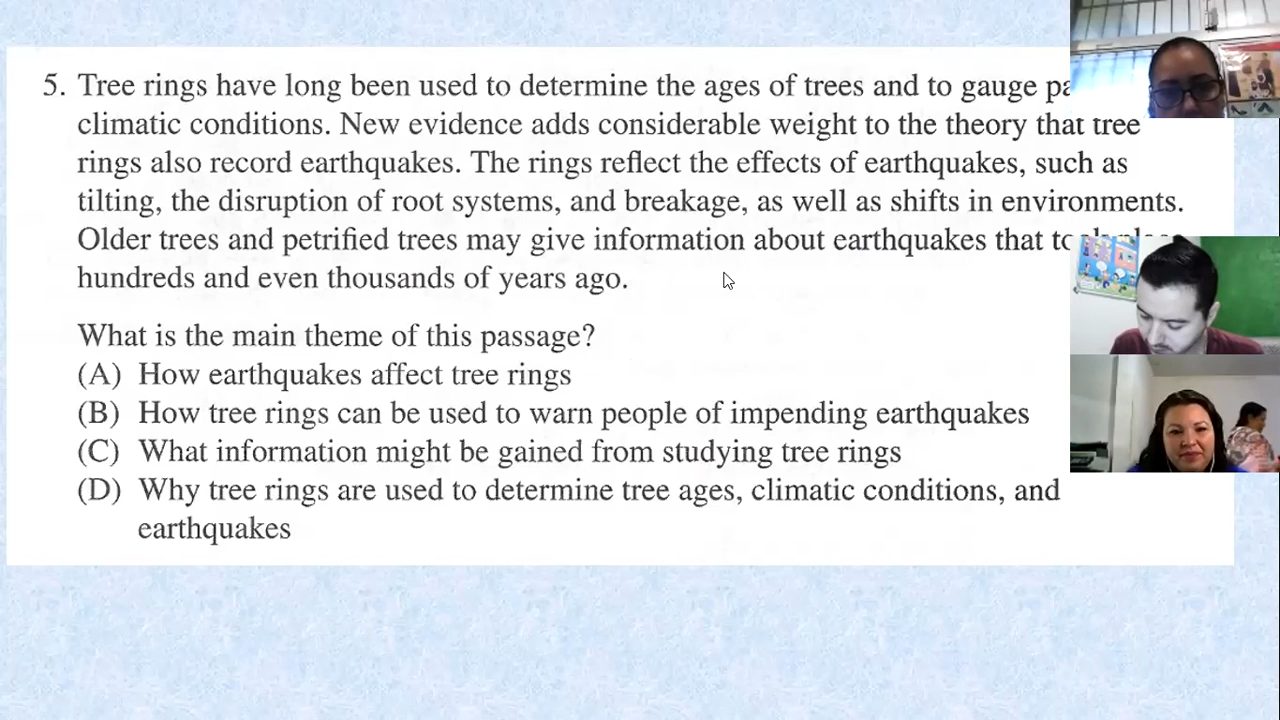 5. Tree rings have long been used to determine the ages of trees and to gauge
climatic conditions. New evidence adds considerable weight to the theory that tree
rings also record earthquakes. The rings reflect the effects of earthquakes, such as
tilting, the disruption of root systems, and breakage, as well as shifts in environments.
Older trees and petrified trees may give information about earthquakes that
hundreds and even thousands of years ago.
What is the main theme of this passage?
(A) How earthquakes affect tree rings
(B) How tree rings can be used to warn people of impending earthquakes
(C) What information might be gained from studying tree rings
(D) Why tree rings are used to determine tree ages, climatic conditions, and
earthquakes